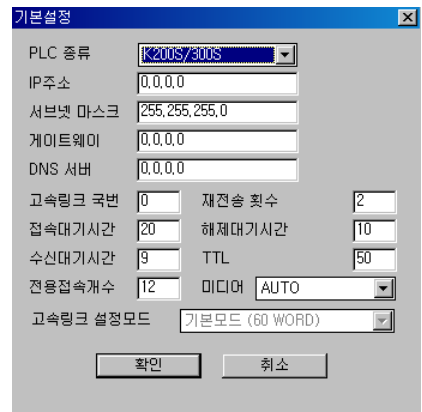 기본설정
PLC 종류 K200S/300S
IP주소 0,0,0,0
서브넷 마스크 255,255,255,0
게이트웨이 0,0,0,0
DNS 서버 0,0,0,0
고속링크 국번 0 재전송 횟수 2
접속대기시간 20 해제대기시간 10
수신대기시간 9 TTL 50
전용접속개수 12 미디어 AUTO
고속링크 설정모드 기본모드 (60 WORD)
확인 취소